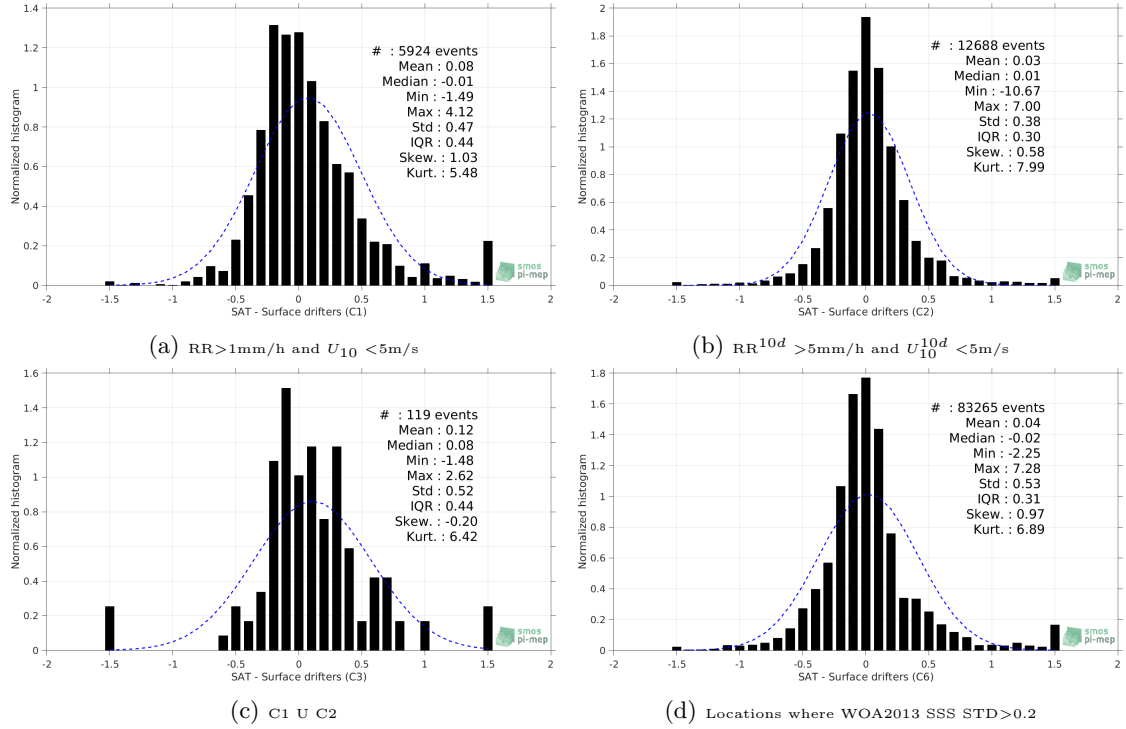 1.4
1.2
1
0.8
0.6
0.4
0.2
0
-2
-1.5
-1
-0.5
0
0.5
1
1.5
2
Normalized histogram
SAT - Surface drifters (C1)
# : 5924 events
Mean : 0.08
Median : -0.01
Min : -1.49
Max : 4.12
Std : 0.47
IQR : 0.44
Skew. : 1.03
Kurt. : 5.48
smos
pi-mep
(a) RR>1mm/h and U10 <5m/s
2
1.8
1.6
1.4
1.2
1
0.8
0.6
0.4
0.2
0
-2
-1.5
-1
-0.5
0
0.5
1
1.5
2
Normalized histogram
SAT - Surface drifters (C2)
# : 12688 events
Mean : 0.03
Median : 0.01
Min : -10.67
Max : 7.00
Std : 0.38
IQR : 0.30
Skew. : 0.58
Kurt. : 7.99
smos
pi-mep
(b) RR10d >5mm/h and U10 10d <5m/s
1.6
1.4
1.2
1
0.8
0.6
0.4
0.2
0
-2
-1.5
-1
-0.5
0
0.5
1
1.5
2
Normalized histogram
SAT - Surface drifters (C3)
# : 119 events
Mean : 0.12
Median : 0.08
Min : -1.48
Max : 2.62
Std : 0.52
IQR : 0.44
Skew. : -0.20
Kurt. : 6.42
smos
pi-mep
(c) C1 U C2
1.8
1.6
1.4
1.2
1
0.8
0.6
0.4
0.2
0
-2
-1.5
-1
-0.5
0
0.5
1
1.5
2
Normalized histogram
SAT - Surface drifters (C6)
# : 83265 events
Mean : 0.04
Median : -0.02
Min : -2.25
Max : 7.28
Std : 0.53
IQR : 0.31
Skew. : 0.97
Kurt. : 6.89
smos
pi-mep
(d) Locations where WOA2013 SSS STD>0.2